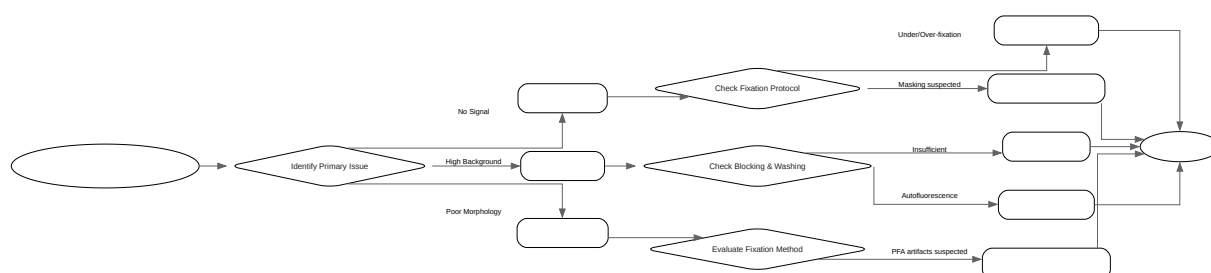 Under/Over-fixation
Check Fixation Protocol
Masking suspected
No Signal
Identify Primary Issue
High Background
Check Blocking & Washing
Insufficient
Autofluorescence
Poor Morphology
Evaluate Fixation Method
PFA artifacts suspected